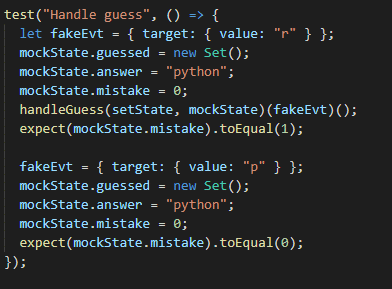 test("Handle guess", () => {
  let fakeEvt = { target: { value: "r" } };
  mockState.guessed = new Set();
  mockState.answer = "python";
  mockState.mistake = 0;
  handleGuess(setState, mockState)(fakeEvt)();
  expect(mockState.mistake).toEqual(1);

  fakeEvt = { target: { value: "p" } };
  mockState.guessed = new Set();
  mockState.answer = "python";
  mockState.mistake = 0;
  expect(mockState.mistake).toEqual(0);
});